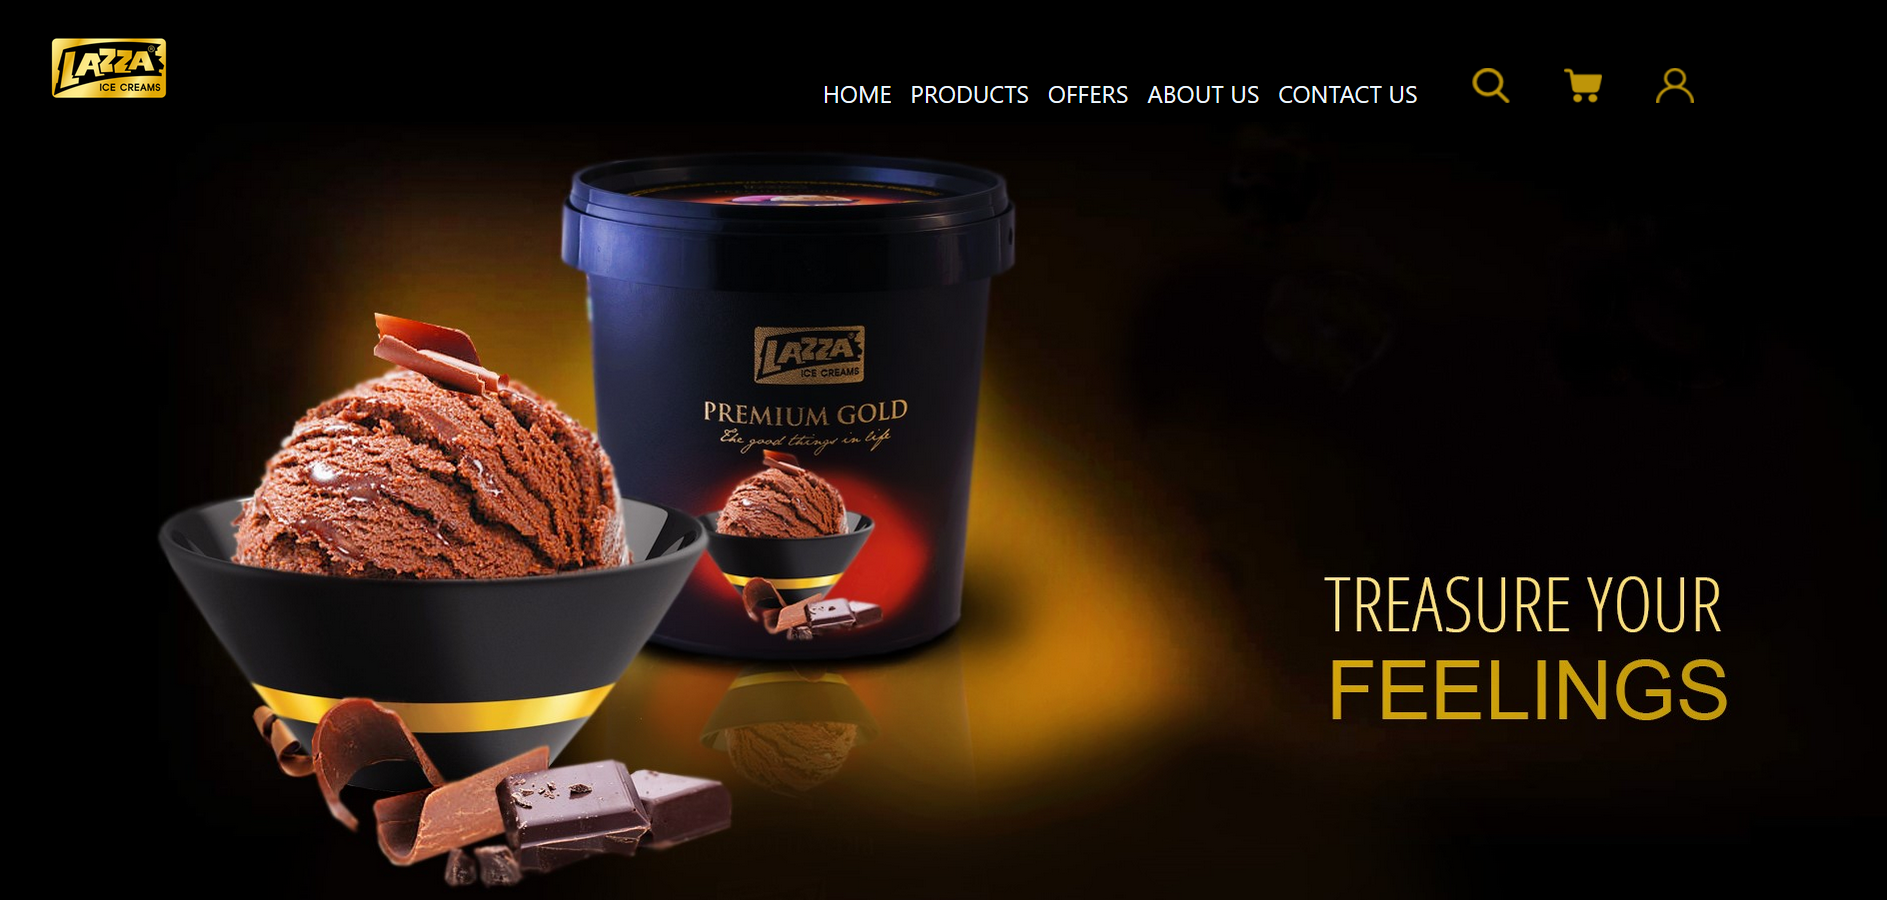 LAZZA®
ICE CREAMS
HOME PRODUCTS OFFERS ABOUT US CONTACT US
LAZZA®
ICE CREAMS
PREMIUM GOLD
The good things in life
TREASURE YOUR
FEELINGS